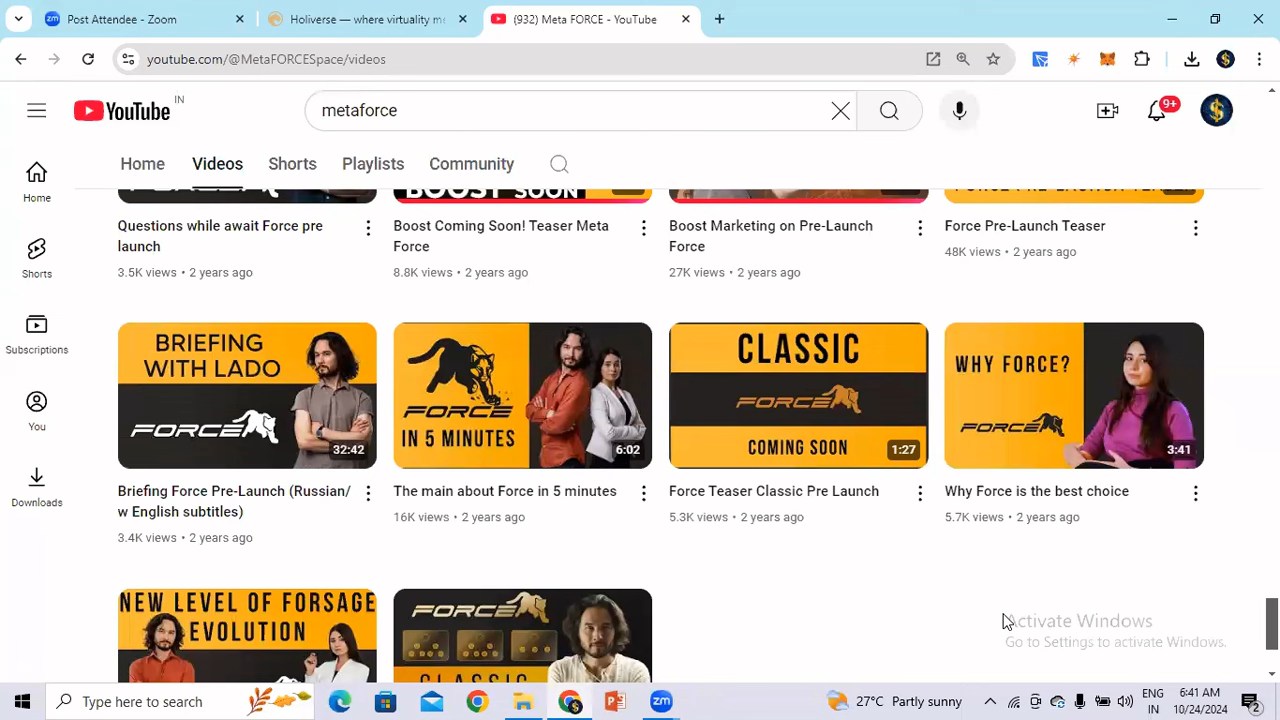 Post Attendee - Zoom
Holiverse — where virtuality m
(932) Meta FORCE - YouTube
youtube.com/@MetaFORCESpace/videos
YouTube
IN
metaforce
9+
Home
Videos
Shorts
Playlists
Community
Home
Shorts
Subscriptions
You
Downloads
BOOST SOON
FORCE PRE-LAUNCH TEASER
Questions while await Force pre
launch
3.5K views • 2 years ago
Boost Coming Soon! Teaser Meta
Force
8.8K views • 2 years ago
Boost Marketing on Pre-Launch
Force
27K views • 2 years ago
Force Pre-Launch Teaser
48K views • 2 years ago
BRIEFING
WITH LADO
FORCE
32:42
Briefing Force Pre-Launch (Russian/
w English subtitles)
3.4K views • 2 years ago
FORCE
IN 5 MINUTES
6:02
The main about Force in 5 minutes
16K views • 2 years ago
CLASSIC
FORCE
COMING SOON
1:27
Force Teaser Classic Pre Launch
5.3K views • 2 years ago
WHY FORCE?
FORCE
3:41
Why Force is the best choice
5.7K views • 2 years ago
NEW LEVEL OF FORSAGE
EVOLUTION
FORCE
CLASSIC
Activate Windows
Go to Settings to activate Windows.
Type here to search
27°C Partly sunny
ENG
IN
6:41 AM
10/24/2024
2